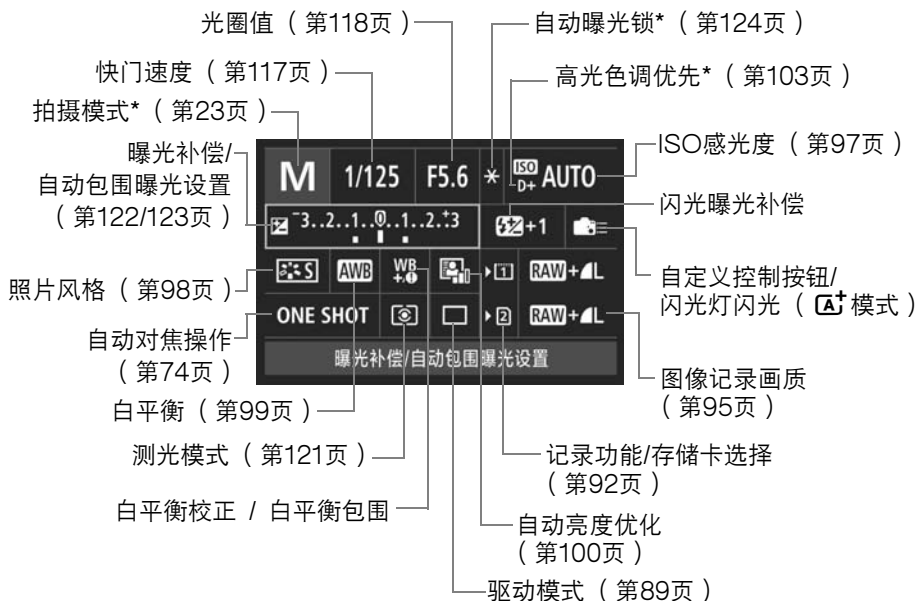 光圈值（第118页）
自动曝光锁*（第124页）
快门速度（第117页）
高光色调优先*（第103页）
拍摄模式*（第23页）
ISO感光度（第97页）
曝光补偿/
自动包围曝光设置
（第122/123页）
M 1/125 F5.6 * ISO D+ AUTO
-3..2..1..0..1..2.+3 +1
闪光曝光补偿
自定义控制按钮/
闪光灯闪光（A+模式）
照片风格（第98页）
S AWB WB +- 1 RAW+L
ONE SHOT 2 RAW+L
曝光补偿/自动包围曝光设置
自动对焦操作
（第74页）
图像记录画质
（第95页）
白平衡（第99页）
测光模式（第121页）
记录功能/存储卡选择
（第92页）
白平衡校正 / 白平衡包围
自动亮度优化
（第100页）
驱动模式（第89页）